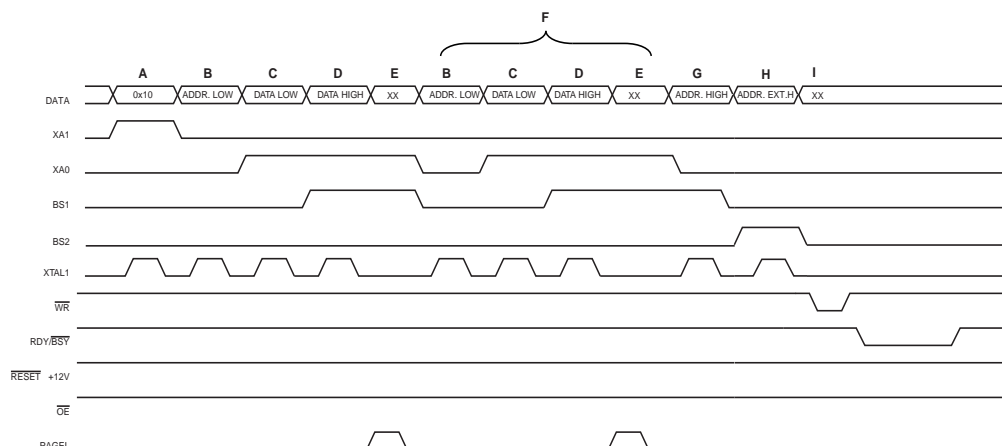 F
A B C D E B C D E G H I
DATA 0x10 ADDR. LOW DATA LOW DATA HIGH XX ADDR. LOW DATA LOW DATA HIGH XX ADDR. HIGH ADDR. EXT.H XX
XA1
XA0
BS1
BS2
XTAL1
WR
RDY/BSY
RESET +12V
OE
PAGEL